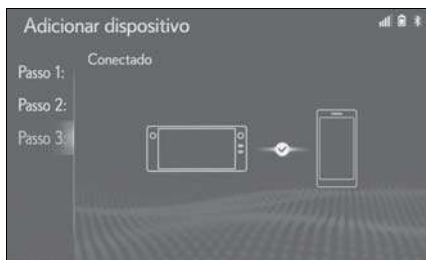 Adicionar dispositivo
Conectado
Passo 1:
Passo 2:
Passo 3: